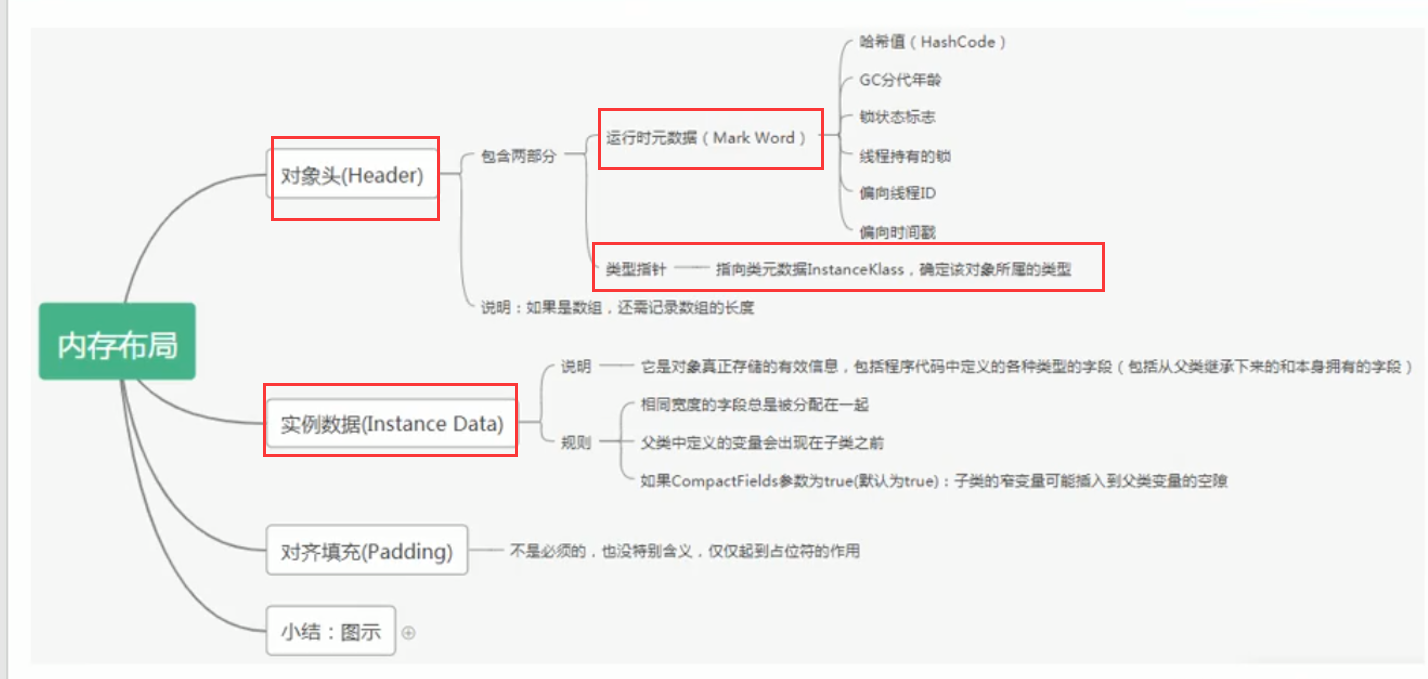 内存布局
对象头(Header)
包含两部分
运行时元数据（Mark Word）
哈希值（HashCode）
GC分代年龄
锁状态标志
线程持有的锁
偏向线程ID
偏向时间戳
类型指针
指向类元数据InstanceKlass，确定该对象所属的类型
说明：如果是数组，还需记录数组的长度
实例数据(Instance Data)
说明
它是对象真正存储的有效信息，包括程序代码中定义的各种类型的字段（包括从父类继承下来的和本身拥有的字段）
规则
相同宽度的字段总是被分配在一起
父类中定义的变量会出现在子类之前
如果CompactFields参数为true(默认为true)：子类的窄变量可能插入到父类变量的空隙
对齐填充(Padding)
不是必须的，也没特别含义，仅仅起到占位符的作用
小结：图示